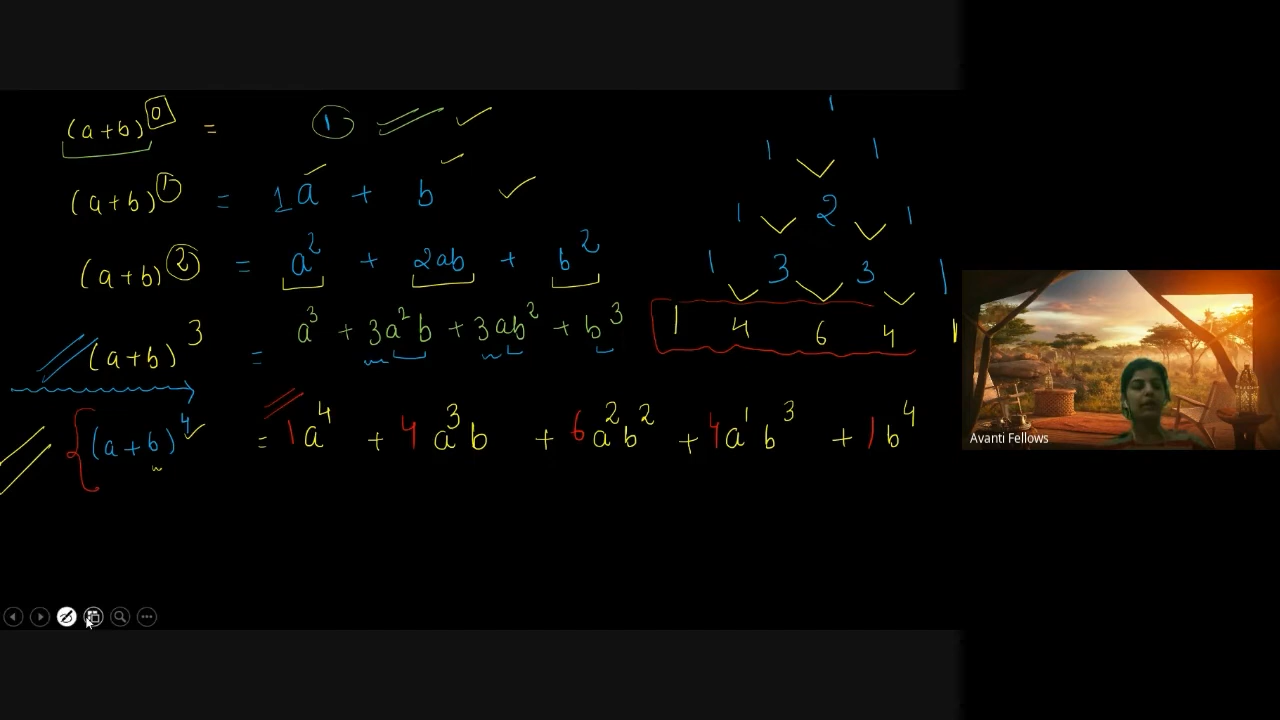 (a+b)⁰ = 1
(a+b)¹ = 1a + b
(a+b)² = a² + 2ab + b²
(a+b)³ = a³ + 3a²b + 3ab² + b³
(a+b)⁴ = 1a⁴ + 4a³b + 6a²b² + 4a¹b³ + 1b⁴
1
1 1
1 2 1
1 3 3 1
1 4 6 4 1
Avanti Fellows